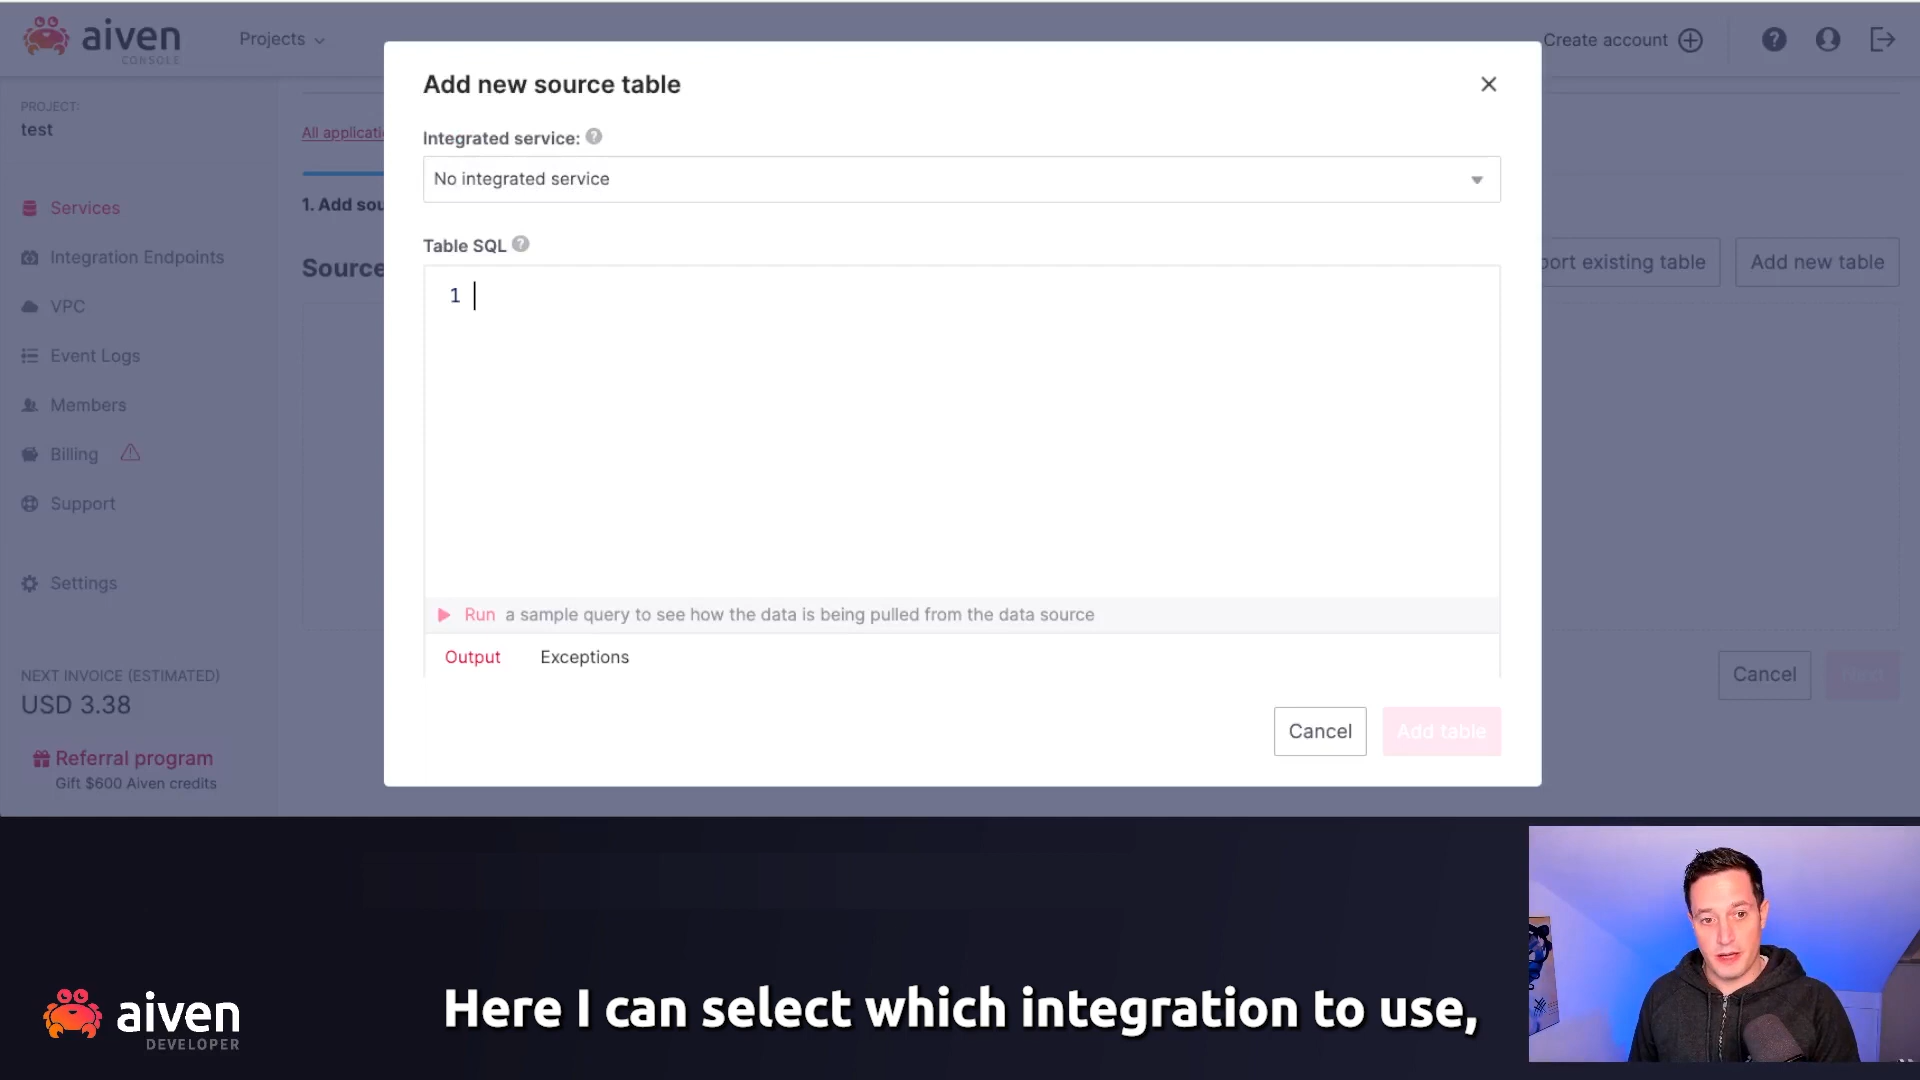 aiven
CONSOLE
Projects
Create account
PROJECT:
test
Services
Integration Endpoints
VPC
Event Logs
Members
Billing
Support
Settings
NEXT INVOICE (ESTIMATED)
USD 3.38
Referral program
Gift $600 Aiven credits
All applicati
1. Add sou
Source
port existing table
Add new table
Cancel
Next
Add new source table
Integrated service:
No integrated service
Table SQL
1
Run a sample query to see how the data is being pulled from the data source
Output Exceptions
Cancel
Add table
aiven
DEVELOPER
Here I can select which integration to use,